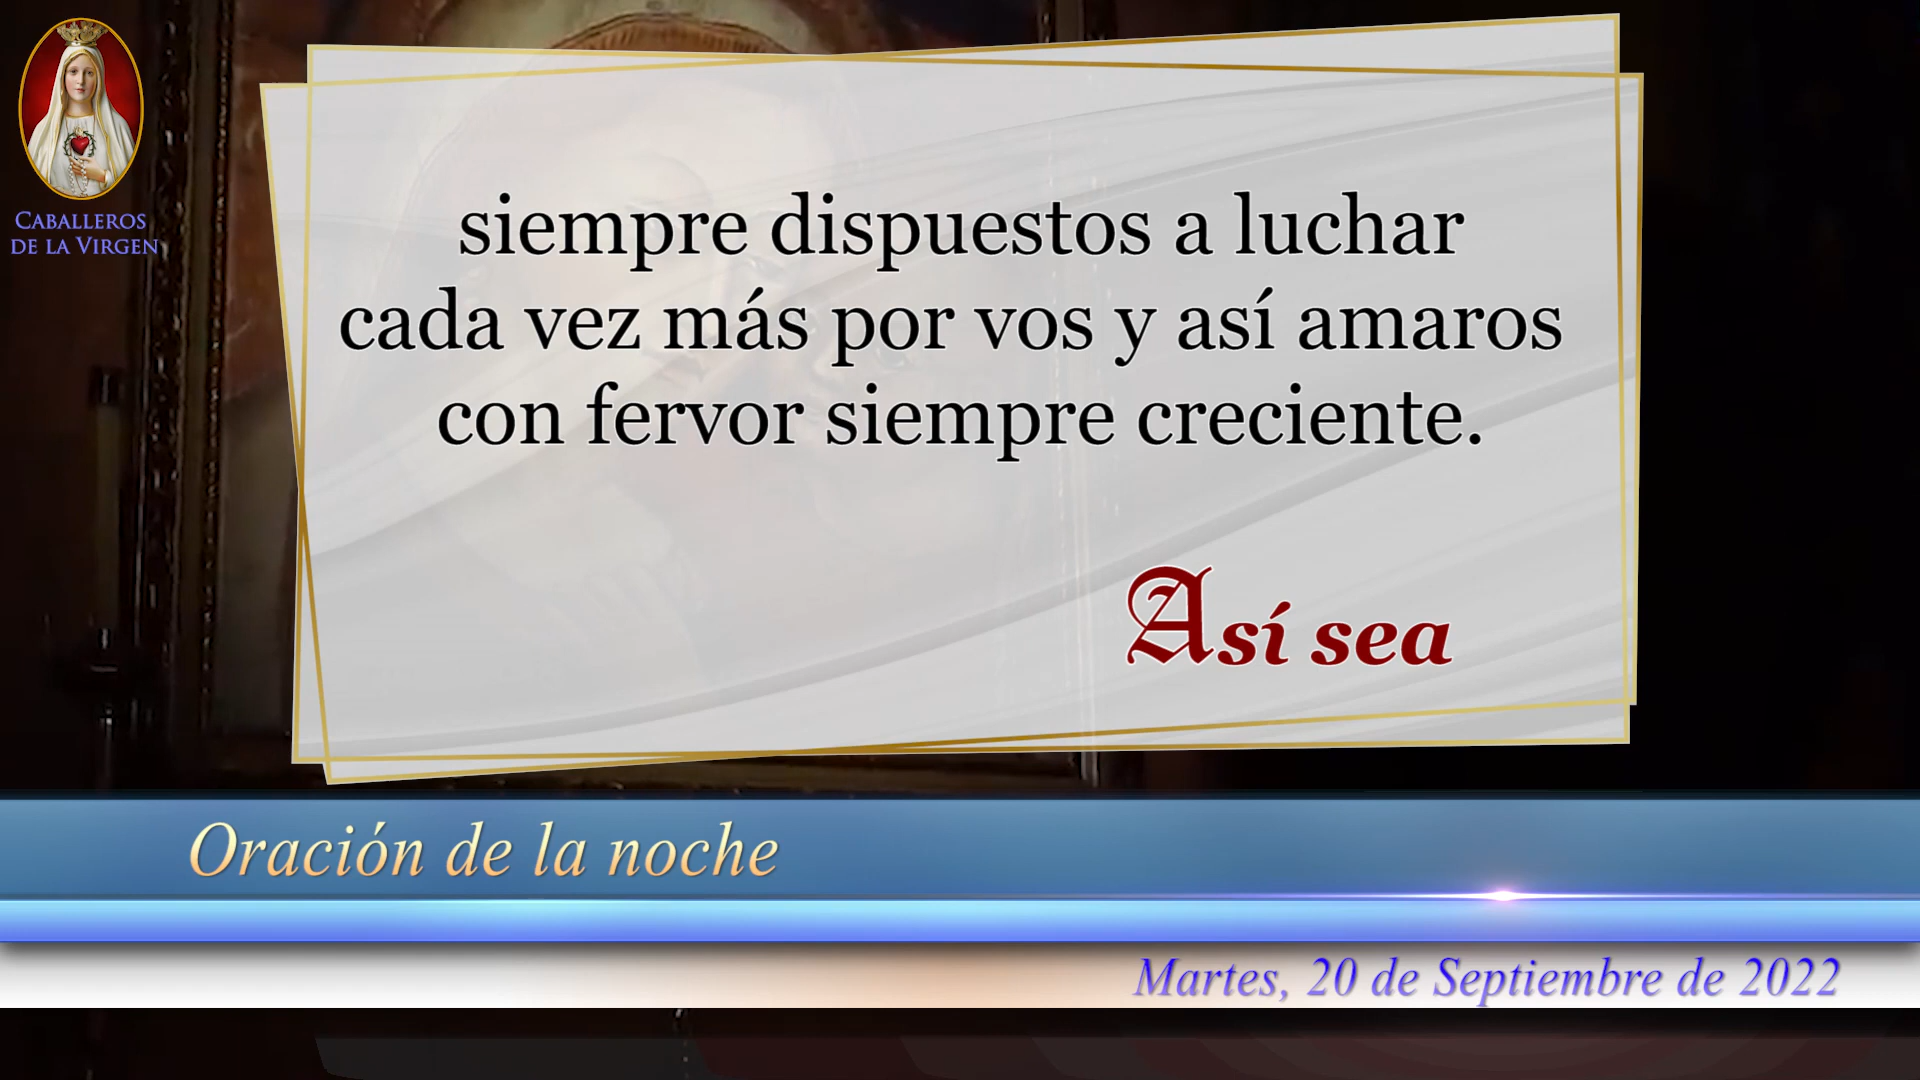 CABALLEROS
DE LA VIRGEN
siempre dispuestos a luchar
cada vez más por vos y así amaros
con fervor siempre creciente.
Así sea
Oración de la noche
Martes, 20 de Septiembre de 2022